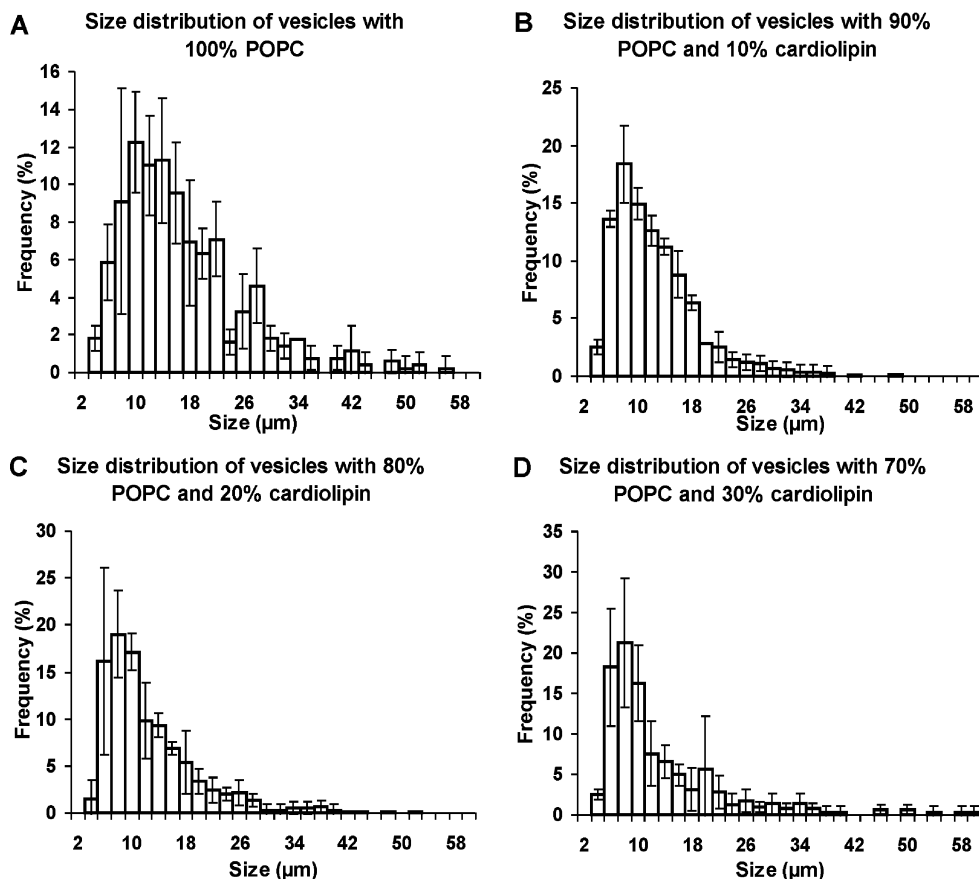 A
Size distribution of vesicles with
100% POPC
Frequency (%)
16
14
12
10
8
6
4
2
0
2 10 18 26 34 42 50 58
Size (µm)
B
Size distribution of vesicles with 90%
POPC and 10% cardiolipin
Frequency (%)
25
20
15
10
5
0
2 10 18 26 34 42 50 58
Size (µm)
C
Size distribution of vesicles with 80%
POPC and 20% cardiolipin
Frequency (%)
30
25
20
15
10
5
0
2 10 18 26 34 42 50 58
Size (µm)
D
Size distribution of vesicles with 70%
POPC and 30% cardiolipin
Frequency (%)
35
30
25
20
15
10
5
0
2 10 18 26 34 42 50 58
Size (µm)